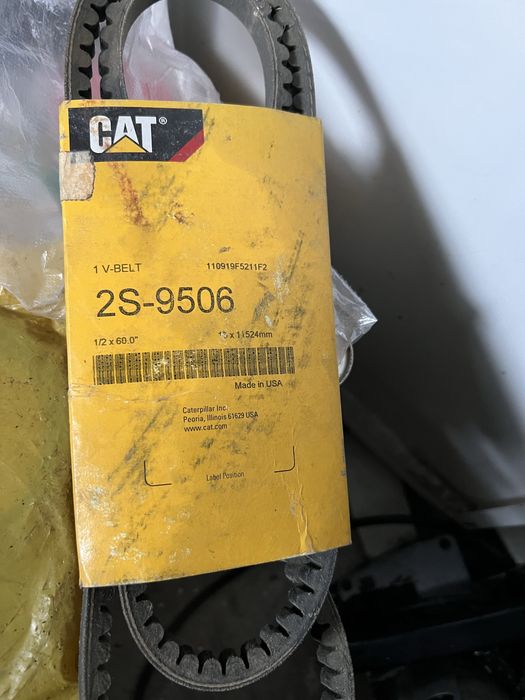 CAT®
1 V-BELT 110919F5211F2
2S-9506
1/2 x 60.0" x 1524mm
Made in USA
Caterpillar Inc.
Peoria, Illinois 61629 USA
www.cat.com
Label Position